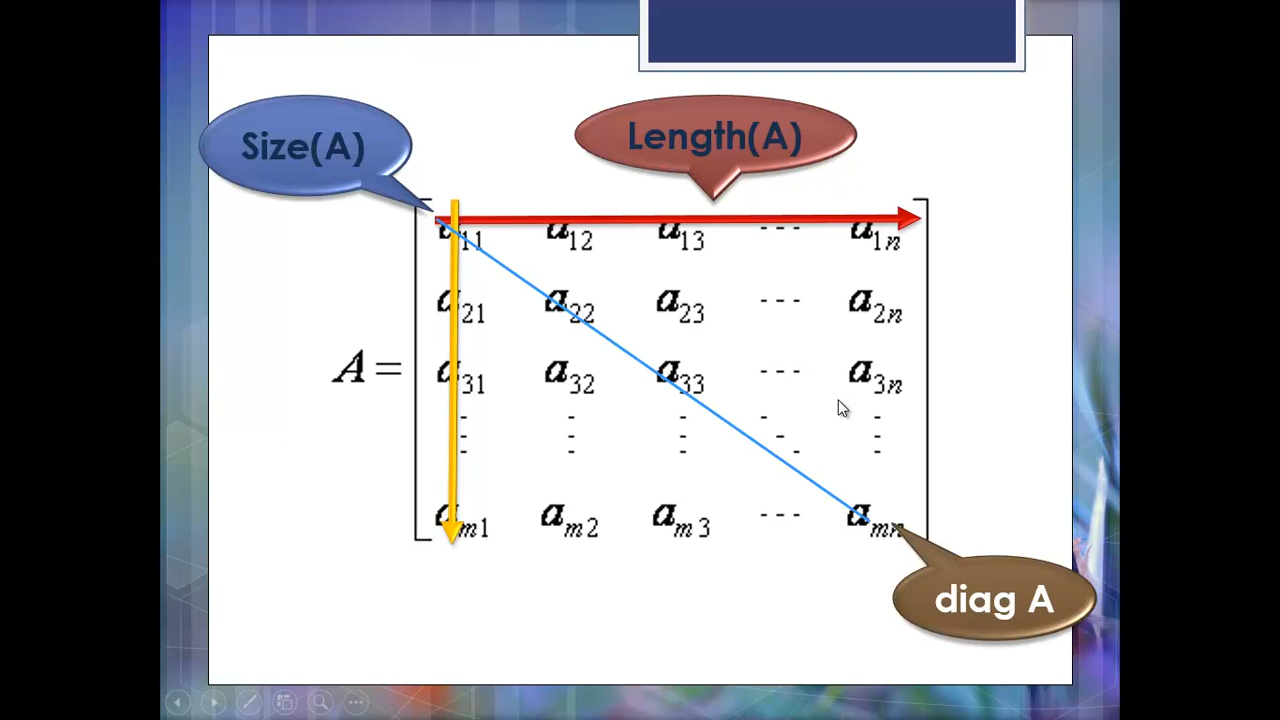 Size(A)
Length(A)
a11 a12 a13 --- a1n
a21 a22 a23 --- a2n
A = a31 a32 a33 --- a3n
am1 am2 am3 --- amn
diag A